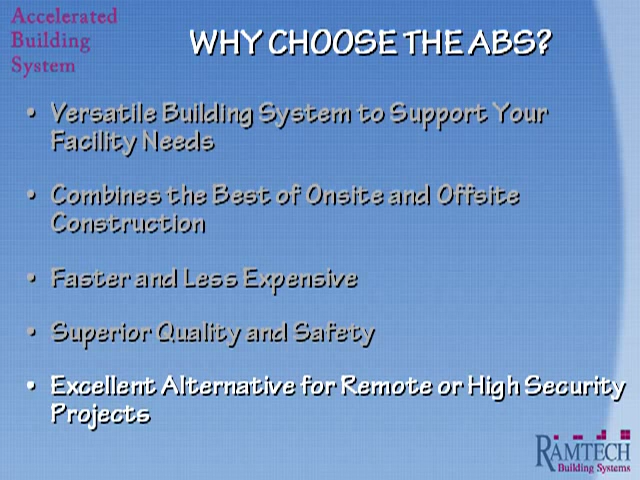 Accelerated
Building
System
WHY CHOOSE THE ABS?
• Versatile Building System to Support Your
Facility Needs
• Combines the Best of Onsite and Offsite
Construction
• Faster and Less Expensive
• Superior Quality and Safety
• Excellent Alternative for Remote or High Security
Projects
RAMTECH
Building Systems